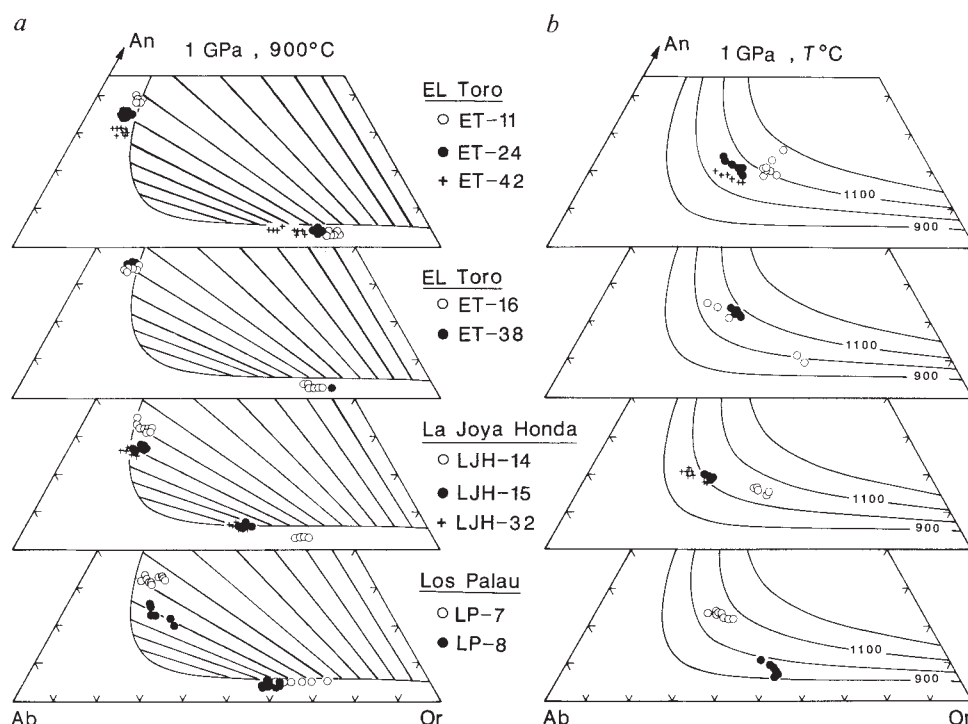 a
An
1 GPa , 900°C
EL Toro
○ ET-11
● ET-24
+ ET-42
EL Toro
○ ET-16
● ET-38
La Joya Honda
○ LJH-14
● LJH-15
+ LJH-32
Los Palau
○ LP-7
● LP-8
Ab
Or
b
An
1 GPa , T°C
1100
900
1100
900
1100
900
1100
900
Ab
Or